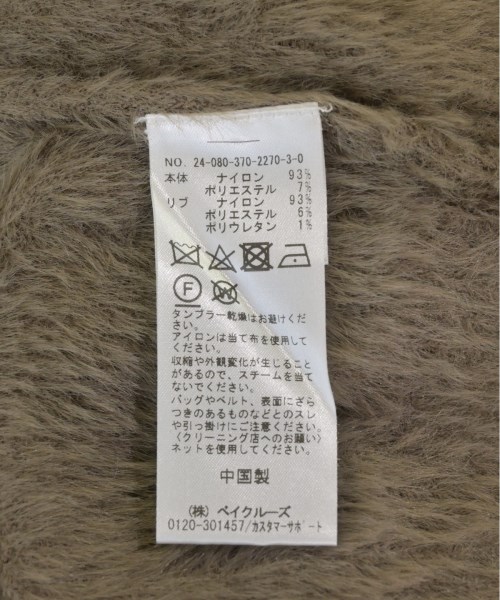 NO. 24-080-370-2270-3-0
本体 ナイロン 93%
ポリエステル 7%
リブ ナイロン 93%
ポリエステル 6%
ポリウレタン 1%
F W
タンブラー乾燥はお避けくだ
さい。
アイロンは当て布を使用して
ください。
収縮や外観変化が生じること
があるので、スチームを当て
ないでください。
バッグやベルト、表面にざら
つきのあるものなどとのスレ
や引っ掛けにご注意ください。
〈クリーニング店へのお願い〉
ネットを使用してください。
中国製
(株) ベイクルーズ
0120-301457/カスタマーサポート